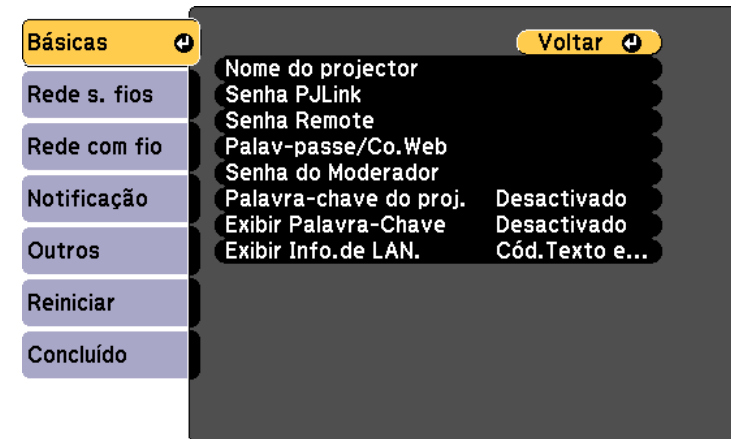 Básicas
Rede s. fios
Rede com fio
Notificação
Outros
Reiniciar
Concluído
Voltar
Nome do projector
Senha PJLink
Senha Remote
Palav-passe/Co.Web
Senha do Moderador
Palavra-chave do proj. Desactivado
Exibir Palavra-Chave Desactivado
Exibir Info.de LAN. Cód.Texto e...